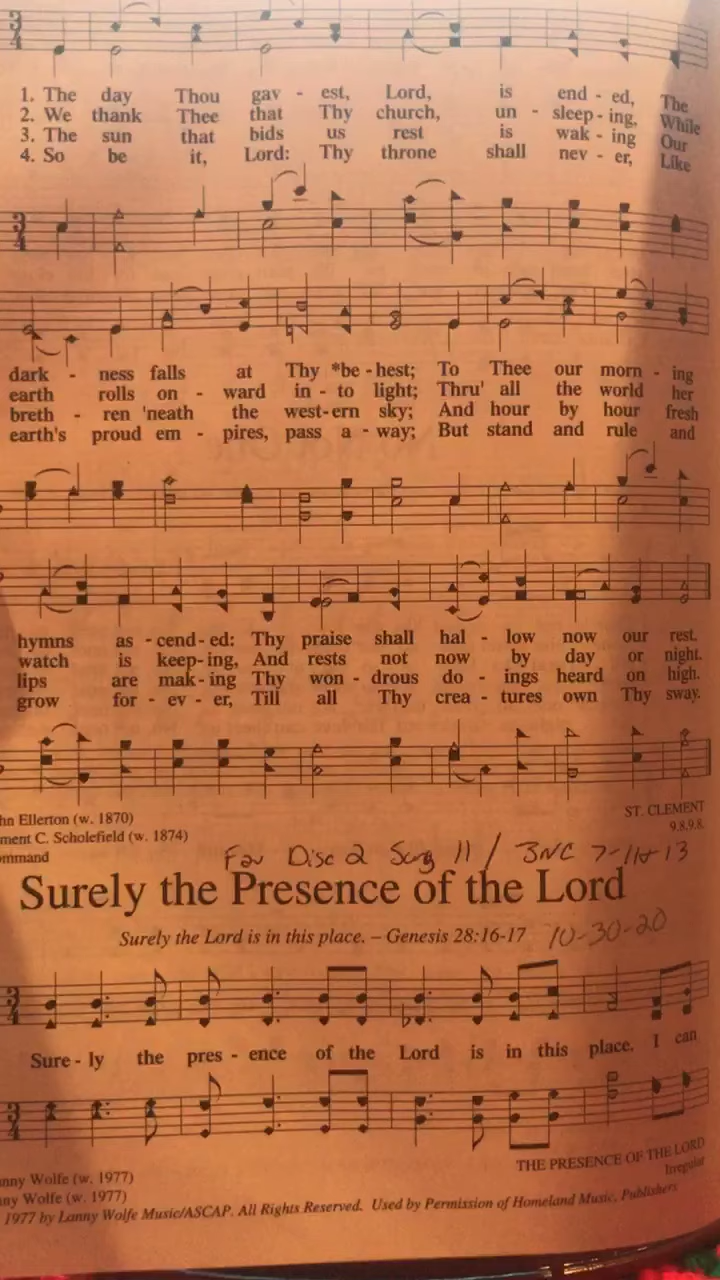 3 4
1. The day Thou gav - est, Lord, is end - ed, The
2. We thank Thee that Thy church, un - sleep - ing, While
3. The sun that bids us rest is wak - ing Our
4. So be it, Lord: Thy throne shall nev - er, Like
3 4
dark - ness falls at Thy *be - hest; To Thee our morn - ing
earth rolls on - ward in - to light; Thru' all the world her
breth - ren 'neath the west - ern sky; And hour by hour fresh
earth's proud em - pires, pass a - way; But stand and rule and
hymns as - cend - ed: Thy praise shall hal - low now our rest.
watch is keep - ing, And rests not now by day or night.
lips are mak - ing Thy won - drous do - ings heard on high.
grow for - ev - er, Till all Thy crea - tures own Thy sway.
hn Ellerton (w. 1870) ST. CLEMENT
ment C. Scholefield (w. 1874) 9.8.9.8.
ommand
Fav Disc 2 Song 11 /
Surely the Presence of the Lord
Surely the Lord is in this place. – Genesis 28:16-17 10-30-20
3 4
Sure - ly the pres - ence of the Lord is in this place. I can
3 4
THE PRESENCE OF THE LORD
nny Wolfe (w. 1977) Irregular
ny Wolfe (w. 1977)
1977 by Lanny Wolfe Music/ASCAP. All Rights Reserved. Used by Permission of Homeland Music, Publishers